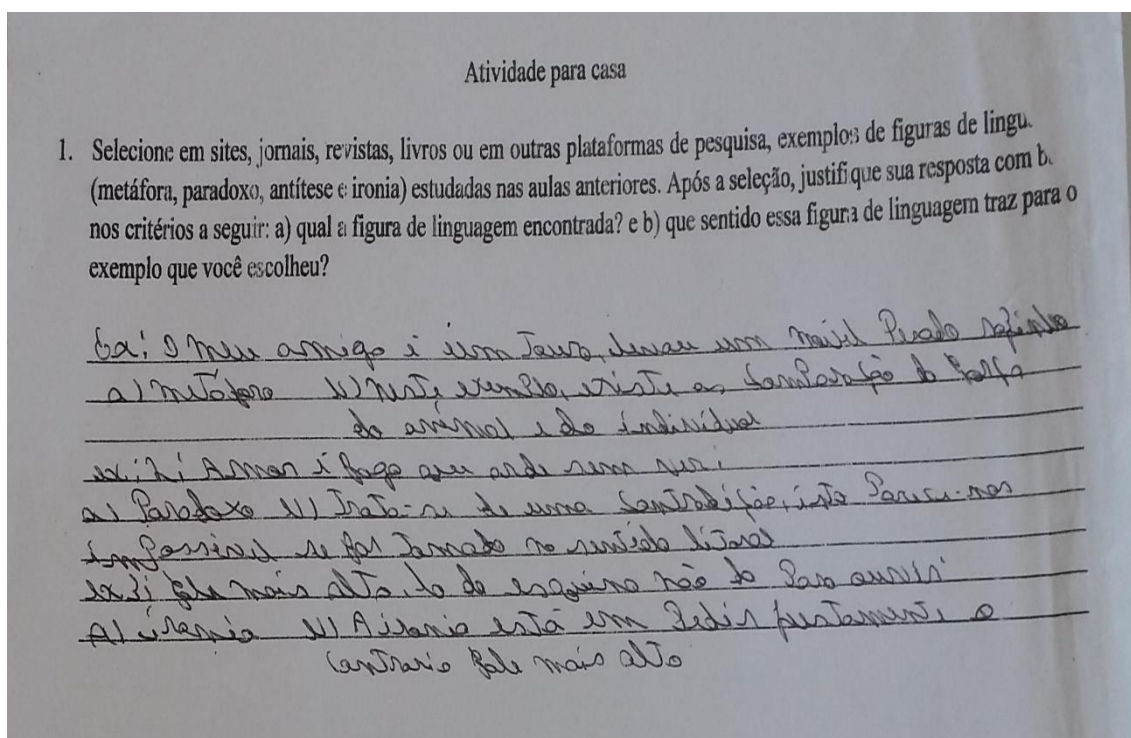 Atividade para casa
1. Selecione em sites, jornais, revistas, livros ou em outras plataformas de pesquisa, exemplos de figuras de lingu.
(metáfora, paradoxo, antítese e ironia) estudadas nas aulas anteriores. Após a seleção, justifique sua resposta com b.
nos critérios a seguir: a) qual a figura de linguagem encontrada? e b) que sentido essa figura de linguagem traz para o
exemplo que você escolheu?
meu amigo é um Touro, levou um móvel Pesado sozinho
a) metáfora b) neste exemplo, existe a comParação da força
do animal e do indivíduo
ex: 2: Amor é fogo que arde sem ver:
a) Paradoxo b) Trata-se de uma contradição, isto Parece-nos
imPossível se for Tomado no sentido literal
ex 3: fale mais alto, lá da esquina não dá Para ouvir
A) ironia b) A ironia está em Pedir justamente o
contrario fale mais alto